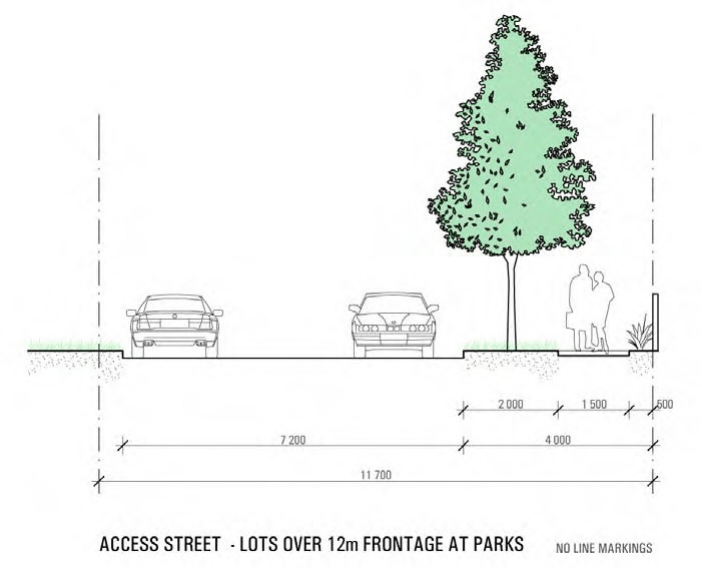 2 000 1 500 500
7 200 4 000
11 700
ACCESS STREET - LOTS OVER 12m FRONTAGE AT PARKS NO LINE MARKINGS